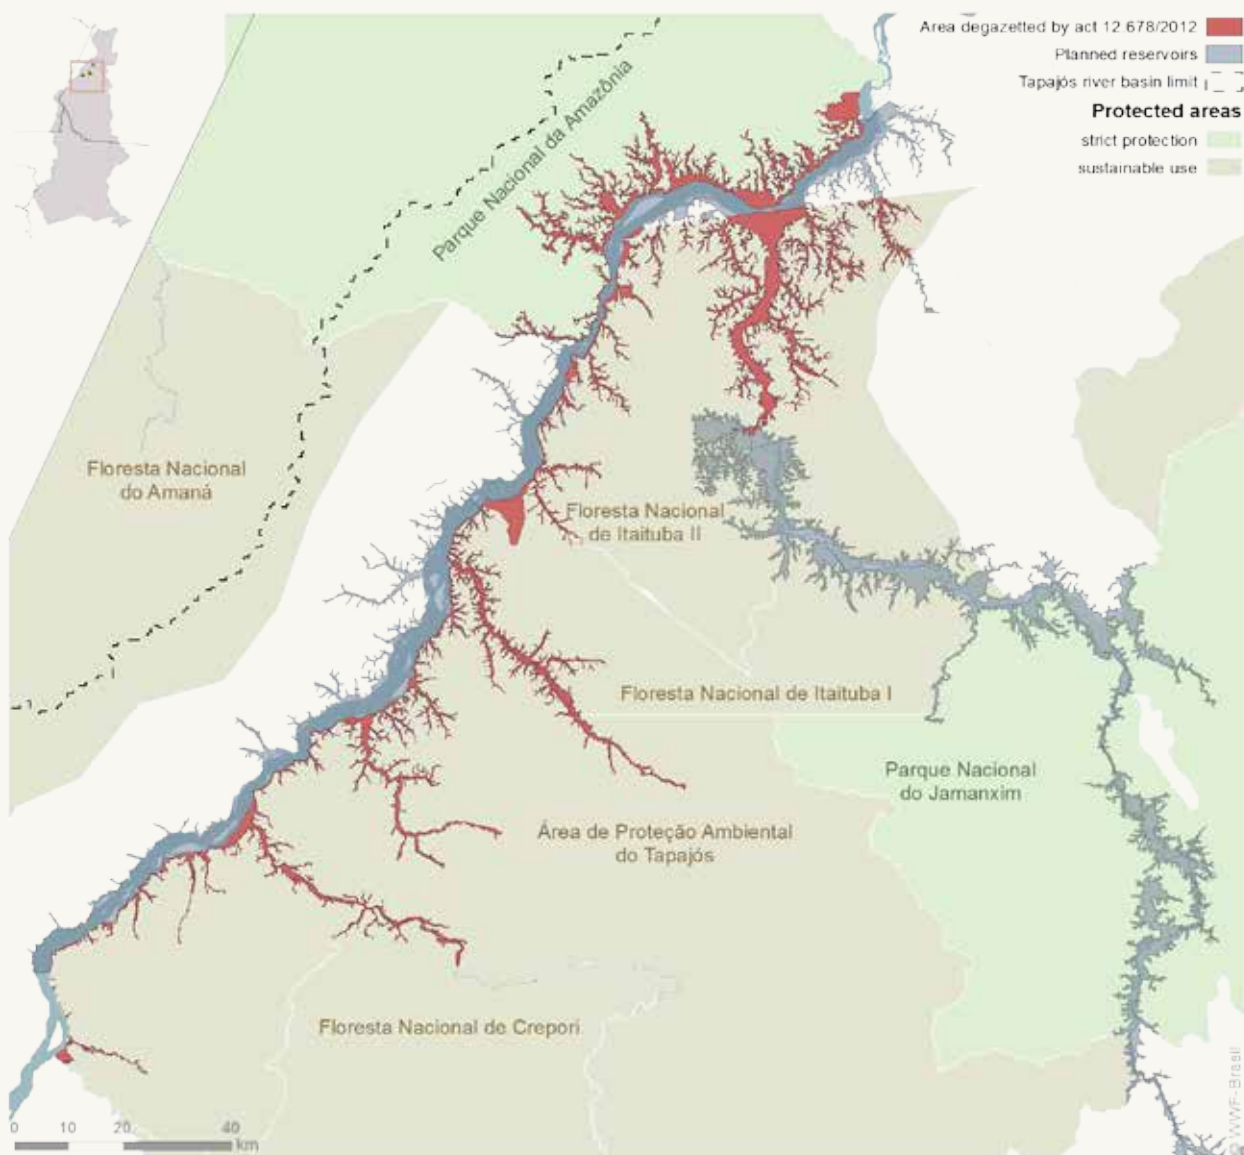 Area degazetted by act 12.678/2012
Planned reservoirs
Tapajós river basin limit
Protected areas
strict protection
sustainable use
Parque Nacional da Amazônia
Floresta Nacional
do Amaná
Floresta Nacional
de Itaituba II
Floresta Nacional de Itaituba I
Parque Nacional
do Jamanxim
Área de Proteção Ambiental
do Tapajós
Floresta Nacional de Crepori
0 10 20 40
km
© WWF-Brasil